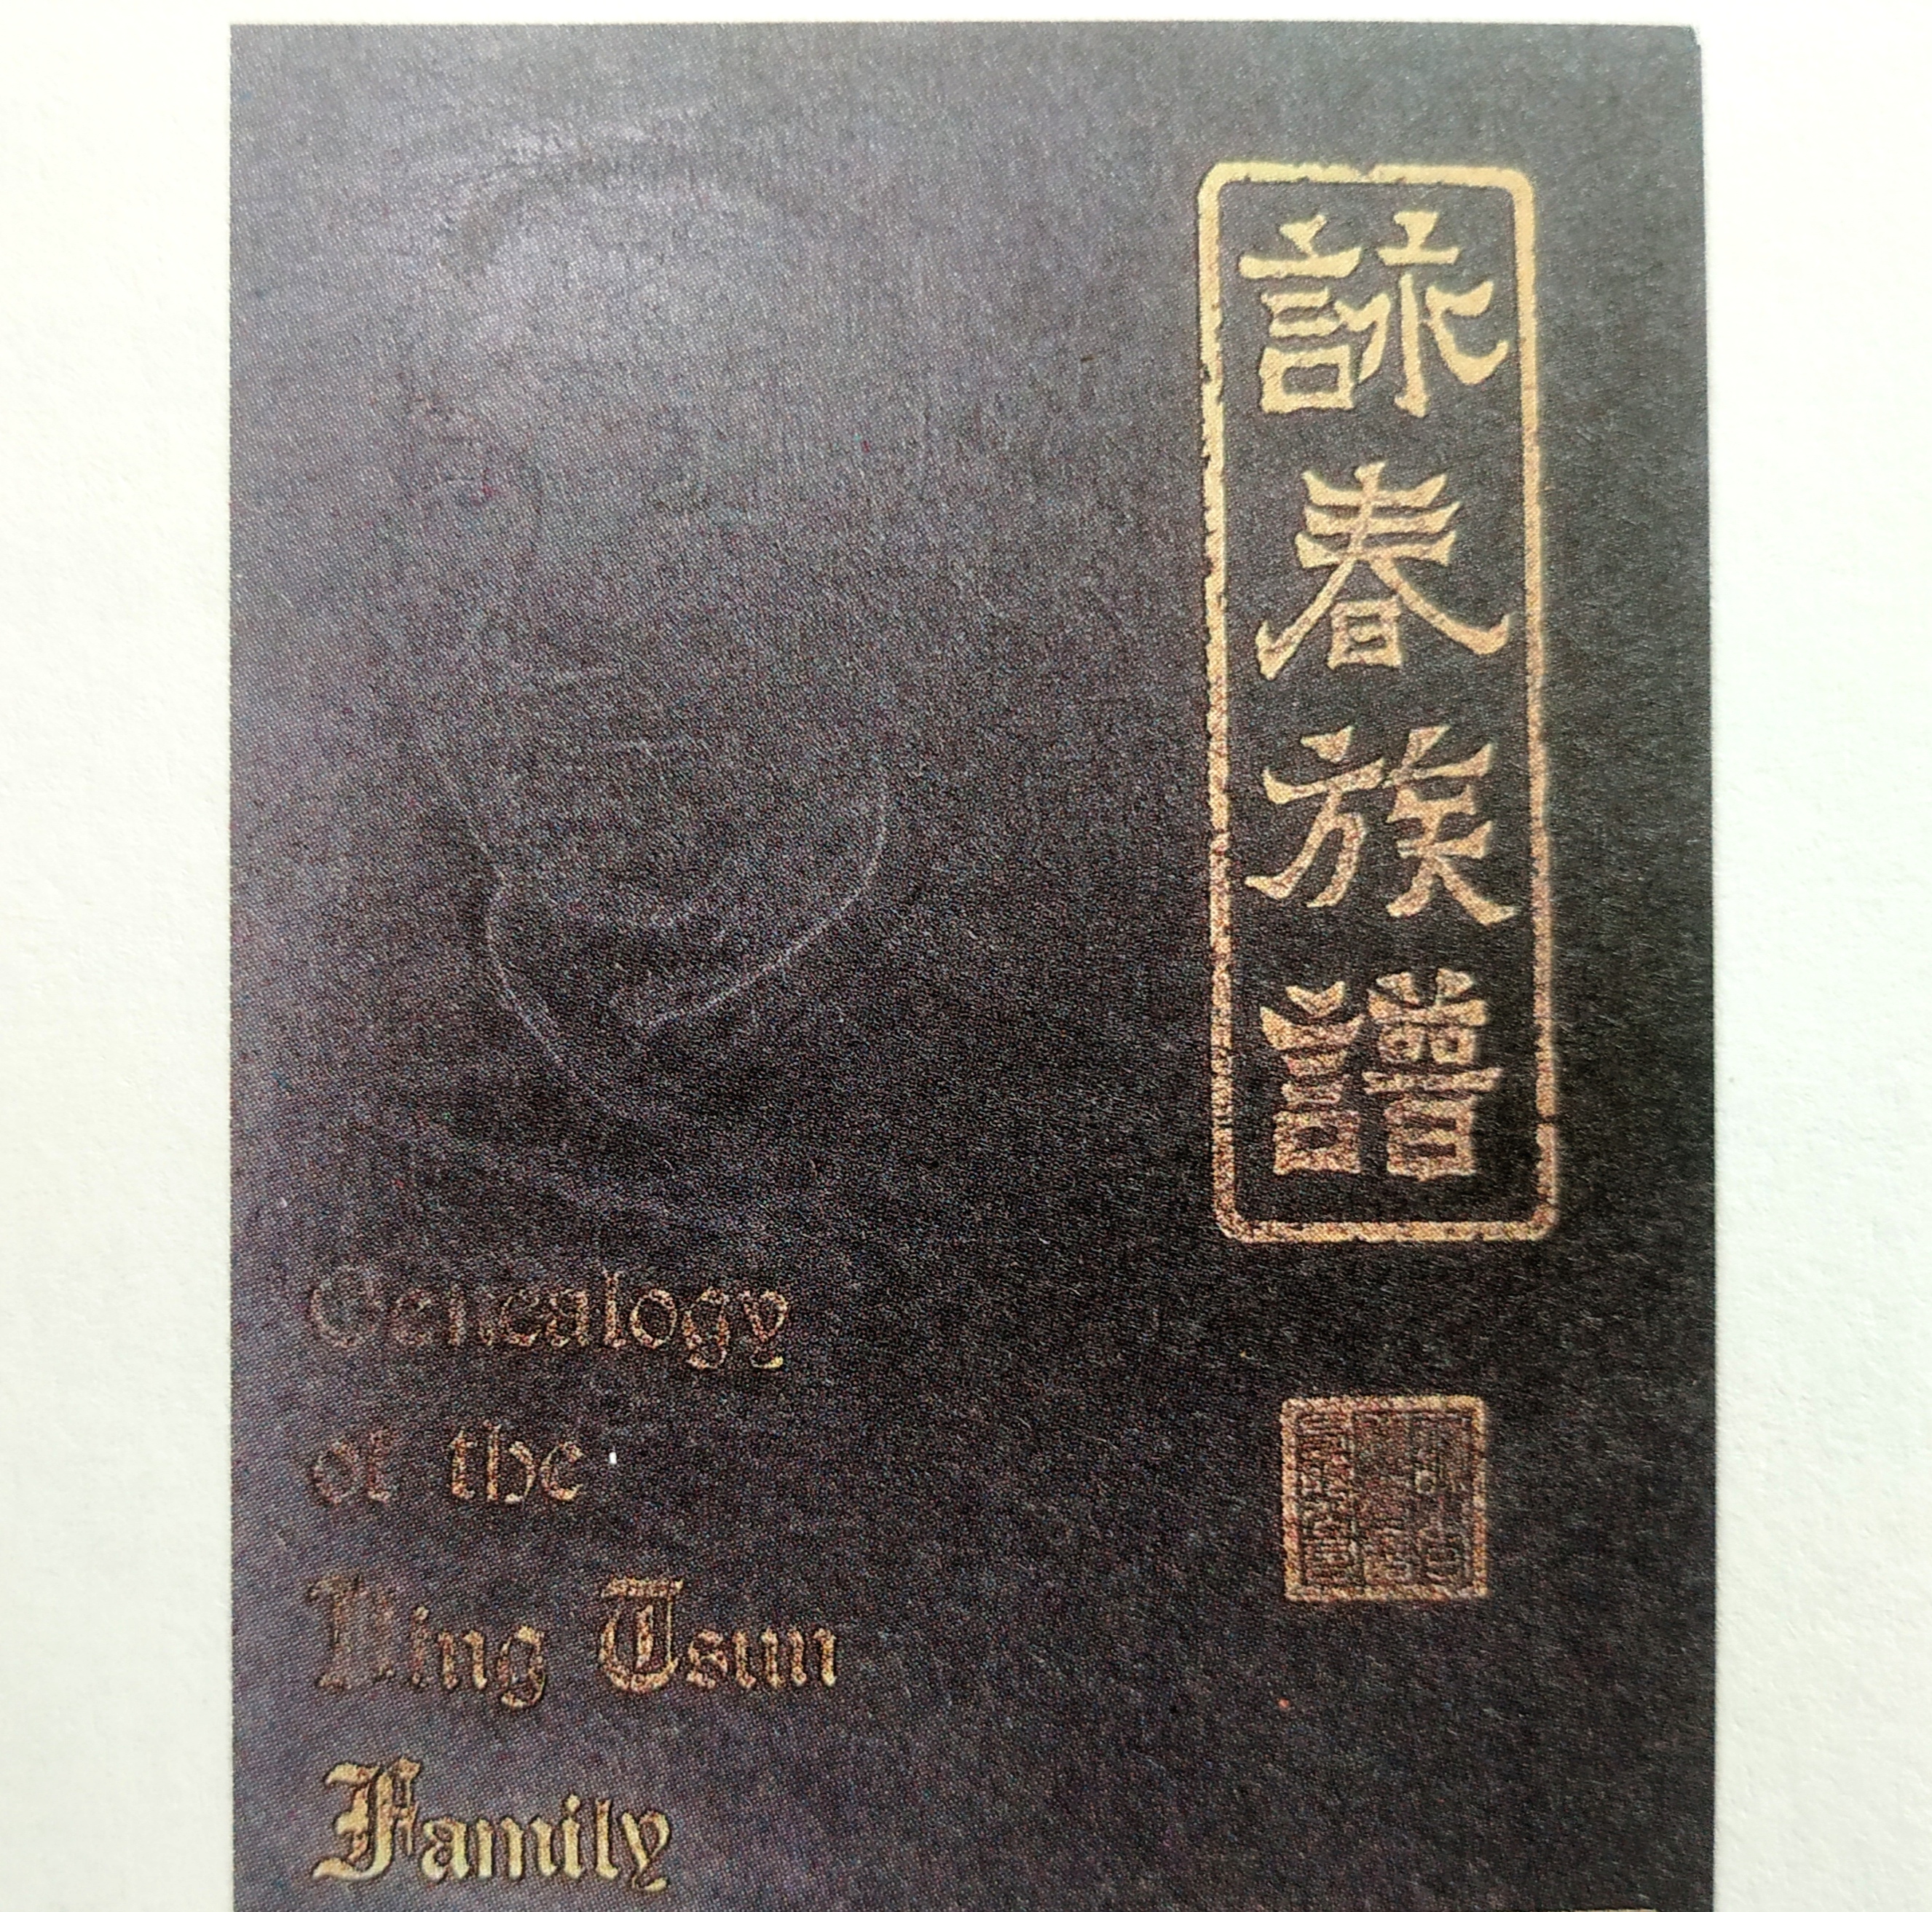 詠春族譜
Genealogy
of the
Ving Tsun
Family